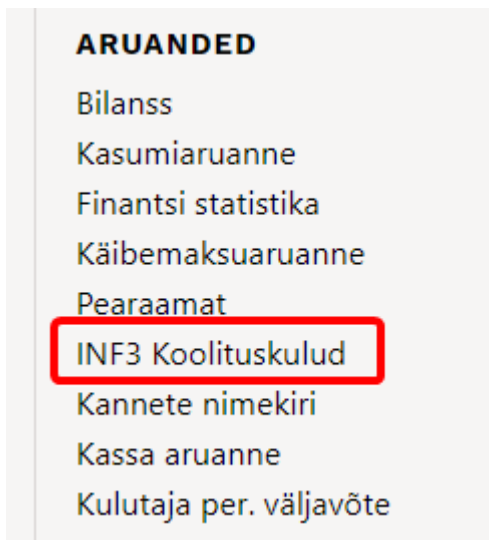 ARUANDED
Bilanss
Kasumiaruanne
Finantsi statistika
Käibemaksuaruanne
Pearaamat
INF3 Koolituskulud
Kannete nimekiri
Kassa aruanne
Kulutaja per. väljavõte